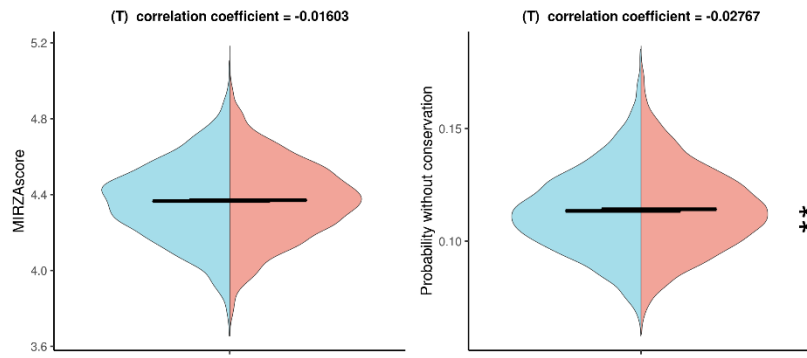 (T) correlation coefficient = -0.01603
MIRZAscore
5.2
4.8
4.4
4.0
3.6
(T) correlation coefficient = -0.02767
Probability without conservation
0.15
0.10
**